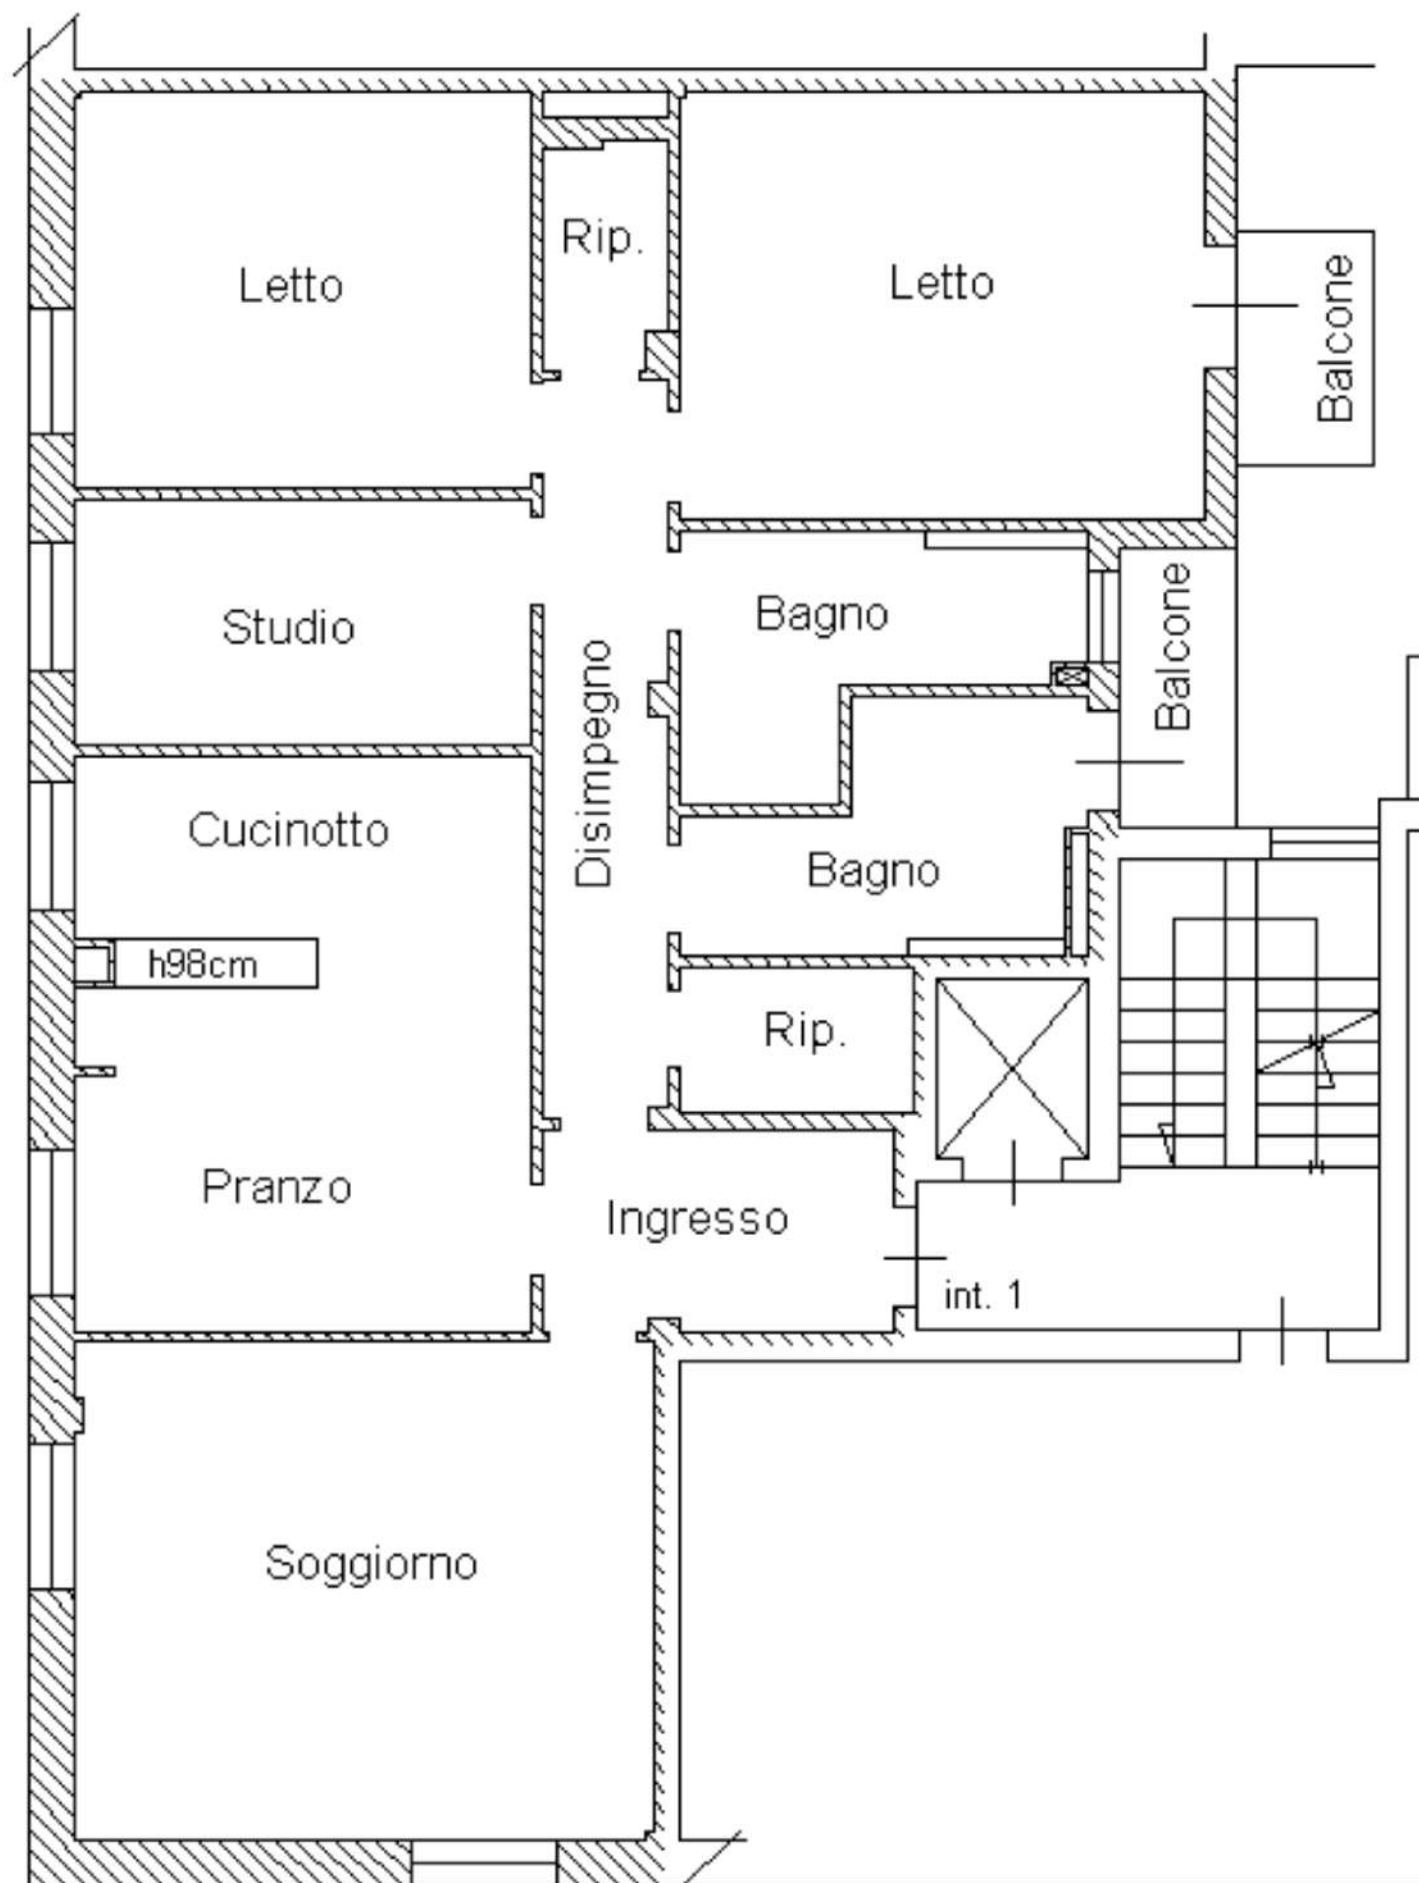 Rip.
Letto
Letto
Balcone
Bagno
Studio
Balcone
Disimpegno
Cucinotto
Bagno
h98cm
Rip.
Pranzo
Ingresso
int. 1
Soggiorno